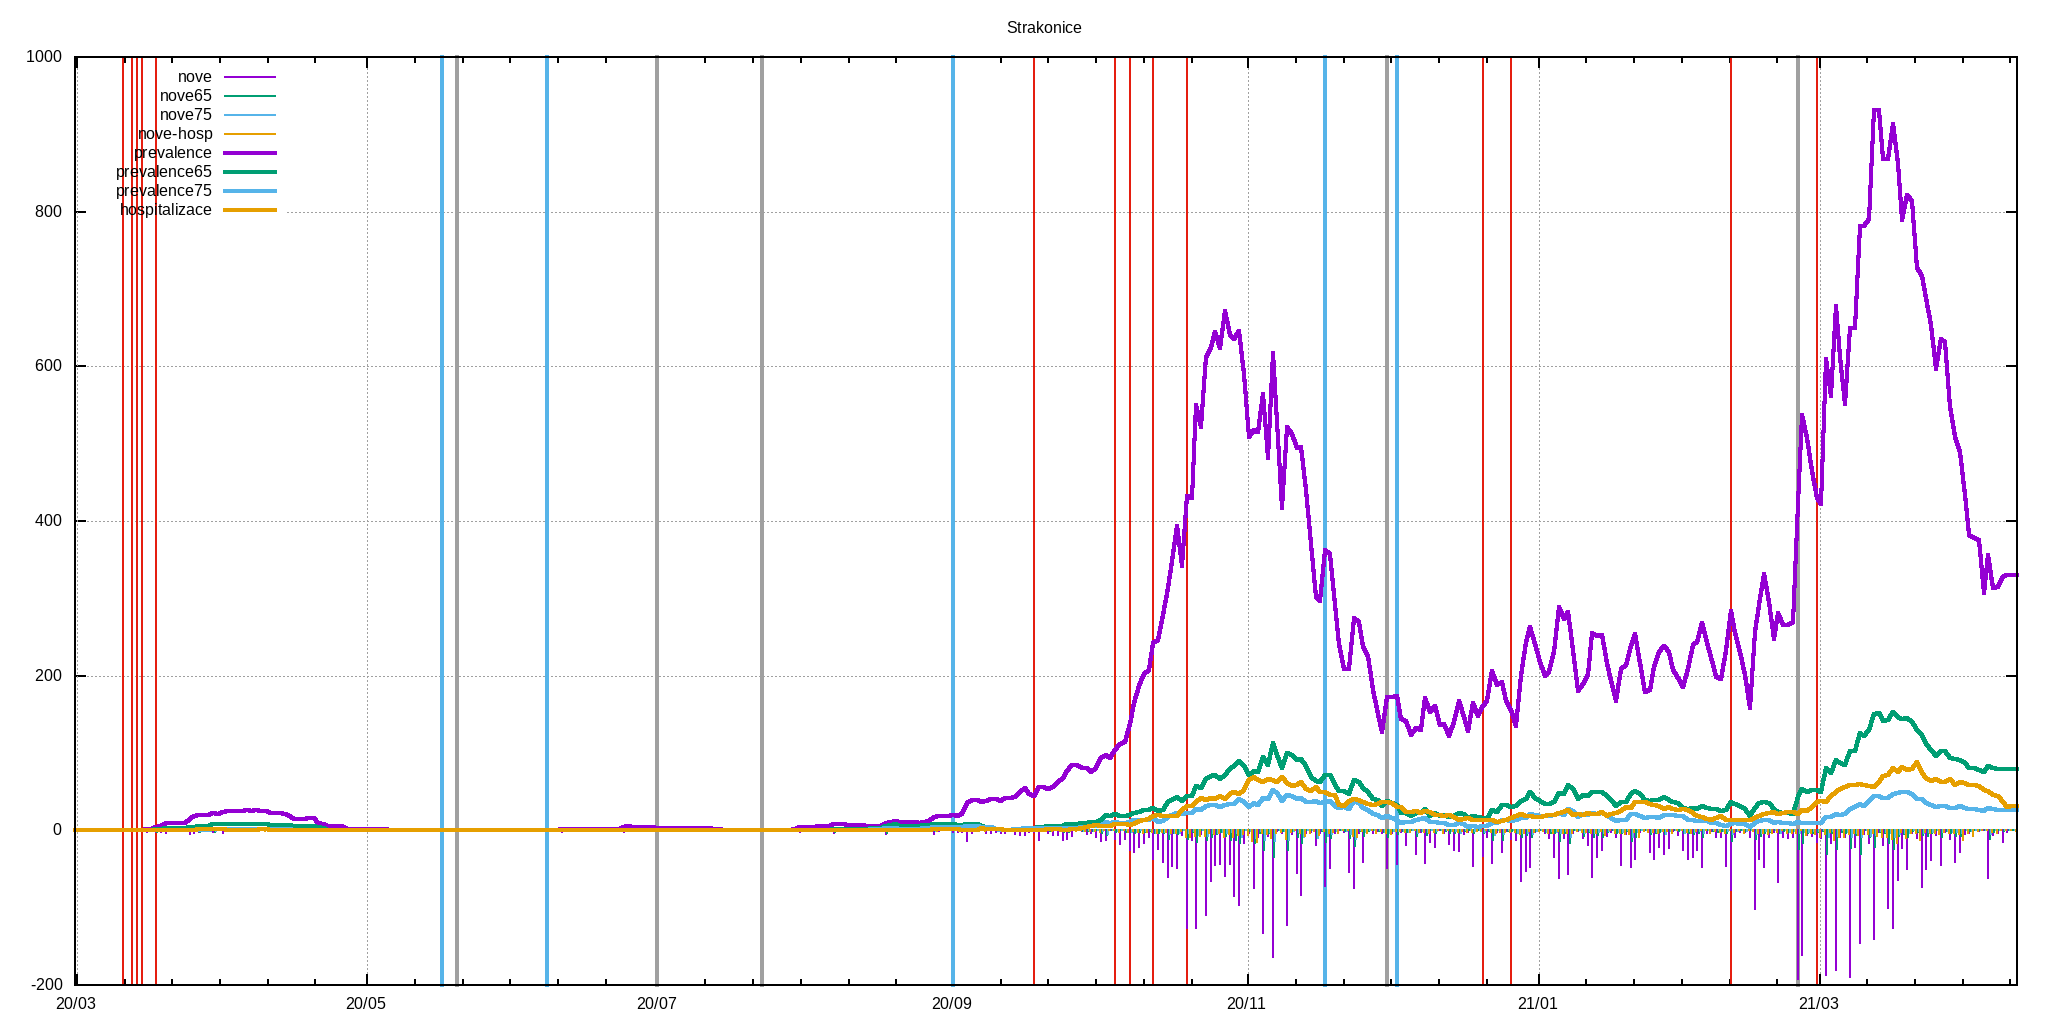 Strakonice
1000
800
600
400
200
0
-200
nove
nove65
nove75
nove-hosp
prevalence
prevalence65
prevalence75
hospitalizace
20/03
20/05
20/07
20/09
20/11
21/01
21/03